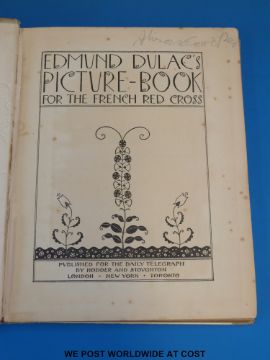 EDMUND DULAC'S
PICTURE-BOOK
FOR THE FRENCH RED CROSS
PUBLISHED FOR THE DAILY TELEGRAPH
BY HODDER AND STOUGHTON
LONDON · NEW YORK · TORONTO
WE POST WORLDWIDE AT COST